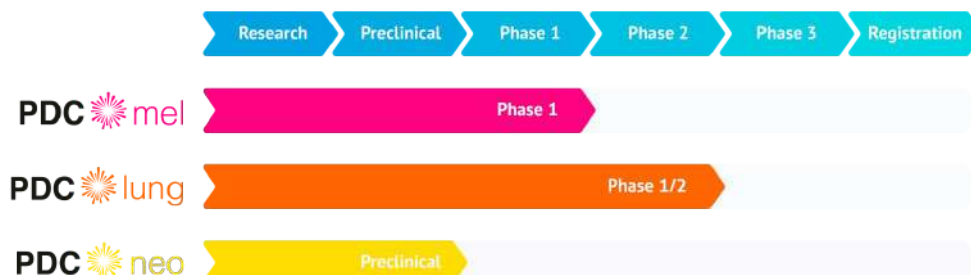 Research Preclinical Phase 1 Phase 2 Phase 3 Registration
PDC mel Phase 1
PDC lung Phase 1/2
PDC neo Preclinical